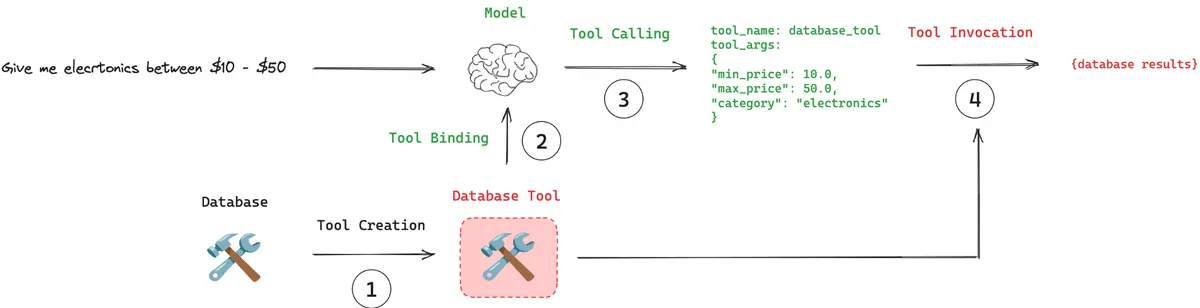 Model
Tool Calling
tool_name: database_tool
Tool Invocation
tool_args:
Give me elecrtonics between $10 - $50
{
{database results}
"min_price": 10.0,
"max_price": 50.0,
3
4
"category": "electronics"
}
Tool Binding
2
Database Tool
Database
Tool Creation
1